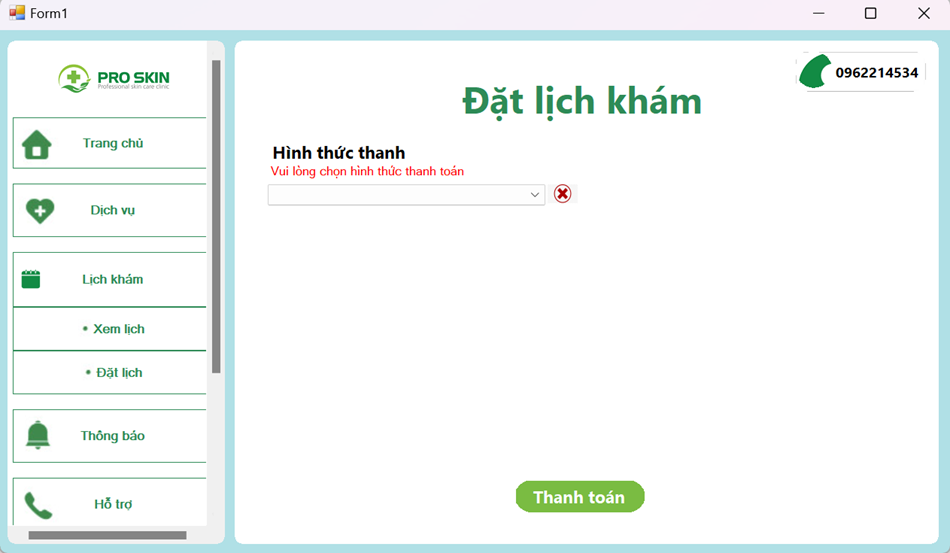 Form1
PRO SKIN
Professional skin care clinic
Trang chủ
Dịch vụ
Lịch khám
• Xem lịch
• Đặt lịch
Thông báo
Hỗ trợ
0962214534
Đặt lịch khám
Hình thức thanh
Vui lòng chọn hình thức thanh toán
Thanh toán